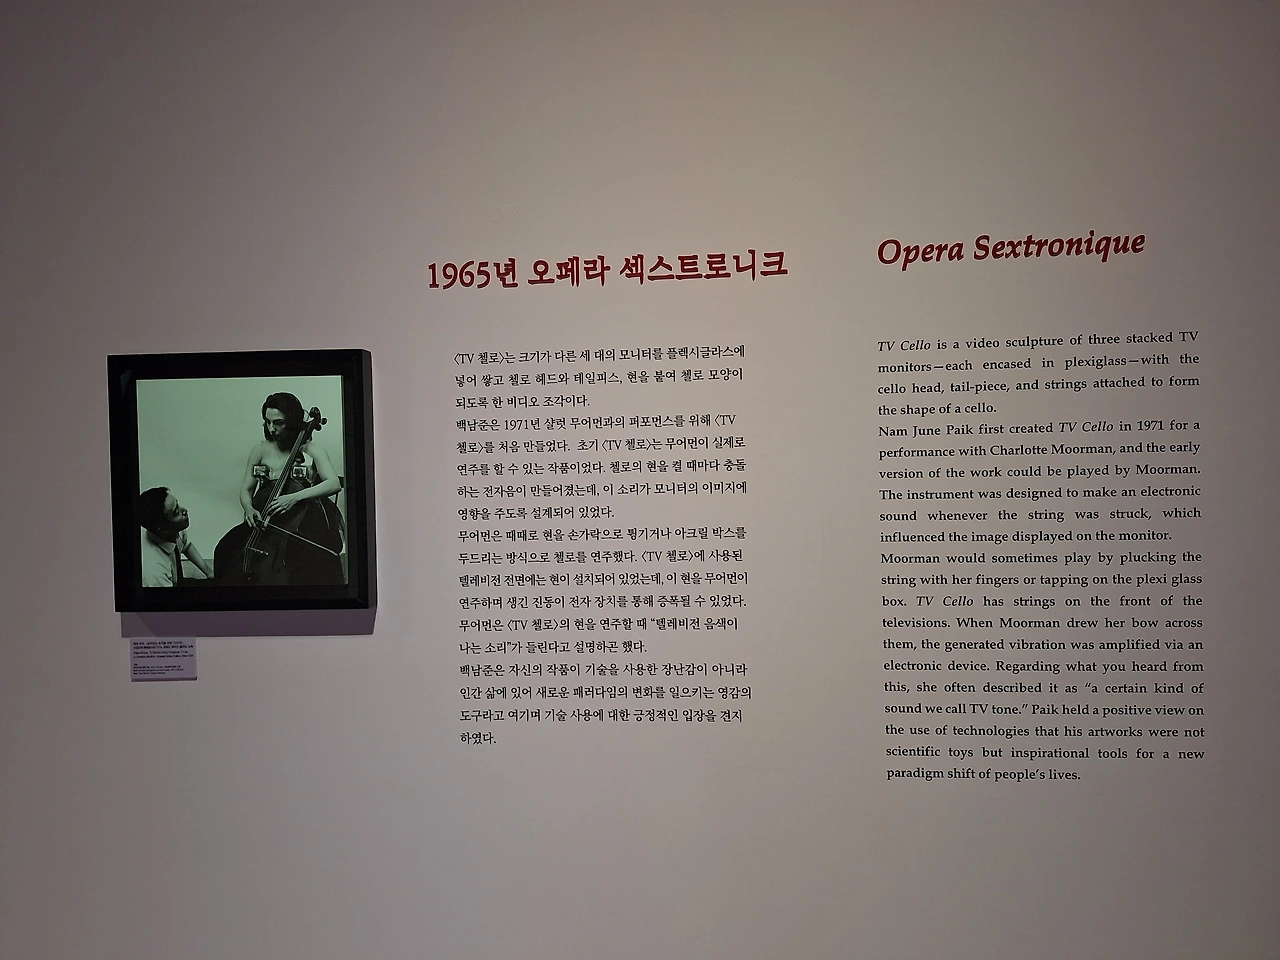 1965년 오페라 섹스트로니크
〈TV 첼로〉는 크기가 다른 세 대의 모니터를 플렉시글라스에
넣어 쌓고 첼로 헤드와 테일피스, 현을 붙여 첼로 모양이
되도록 한 비디오 조각이다.
백남준은 1971년 샬럿 무어먼과의 퍼포먼스를 위해 〈TV
첼로〉를 처음 만들었다. 초기 〈TV 첼로〉는 무어먼이 실제로
연주를 할 수 있는 작품이었다. 첼로의 현을 켤 때마다 충돌
하는 전자음이 만들어졌는데, 이 소리가 모니터의 이미지에
영향을 주도록 설계되어 있었다.
무어먼은 때때로 현을 손가락으로 튕기거나 아크릴 박스를
두드리는 방식으로 첼로를 연주했다. 〈TV 첼로〉에 사용된
텔레비전 전면에는 현이 설치되어 있었는데, 이 현을 무어먼이
연주하며 생긴 진동이 전자 장치를 통해 증폭될 수 있었다.
무어먼은 〈TV 첼로〉의 현을 연주할 때 “텔레비전 음색이
나는 소리”가 들린다고 설명하곤 했다.
백남준은 자신의 작품이 기술을 사용한 장난감이 아니라
인간 삶에 있어 새로운 패러다임의 변화를 일으키는 영감의
도구라고 여기며 기술 사용에 대한 긍정적인 입장을 견지
하였다.
Opera Sextronique
TV Cello is a video sculpture of three stacked TV
monitors—each encased in plexiglass—with the
cello head, tail-piece, and strings attached to form
the shape of a cello.
Nam June Paik first created TV Cello in 1971 for a
performance with Charlotte Moorman, and the early
version of the work could be played by Moorman.
The instrument was designed to make an electronic
sound whenever the string was struck, which
influenced the image displayed on the monitor.
Moorman would sometimes play by plucking the
string with her fingers or tapping on the plexi glass
box. TV Cello has strings on the front of the
televisions. When Moorman drew her bow across
them, the generated vibration was amplified via an
electronic device. Regarding what you heard from
this, she often described it as “a certain kind of
sound we call TV tone.” Paik held a positive view on
the use of technologies that his artworks were not
scientific toys but inspirational tools for a new
paradigm shift of people’s lives.